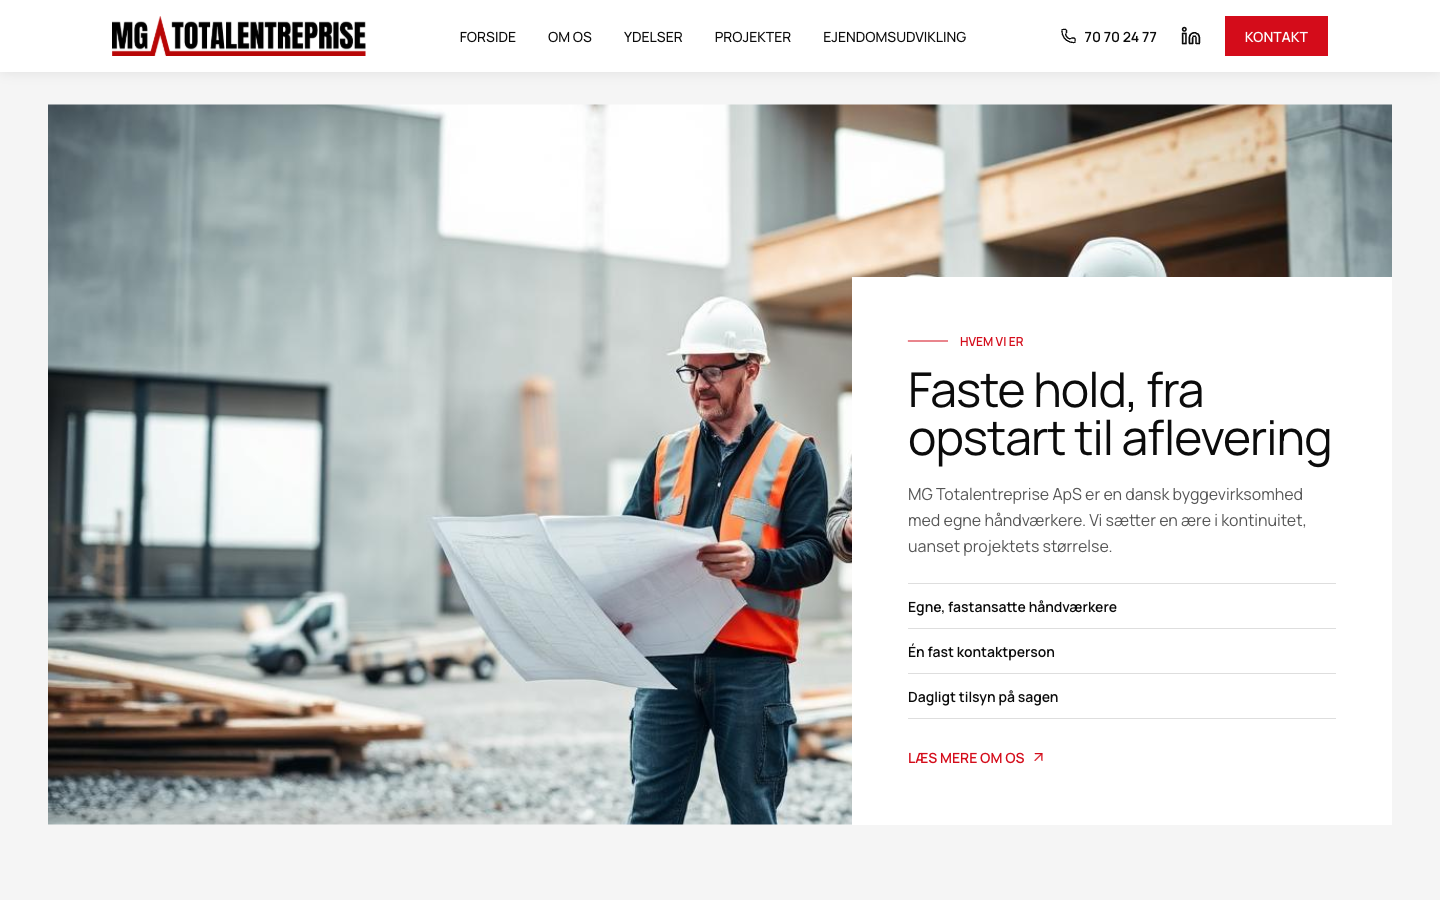 MG TOTALENTREPRISE
FORSIDE
OM OS
YDELSER
PROJEKTER
EJENDOMSUDVIKLING
70 70 24 77
KONTAKT
HVEM VI ER
Faste hold, fra
opstart til aflevering
MG Totalentreprise ApS er en dansk byggevirksomhed
med egne håndværkere. Vi sætter en ære i kontinuitet,
uanset projektets størrelse.
Egne, fastansatte håndværkere
Én fast kontaktperson
Dagligt tilsyn på sagen
LÆS MERE OM OS